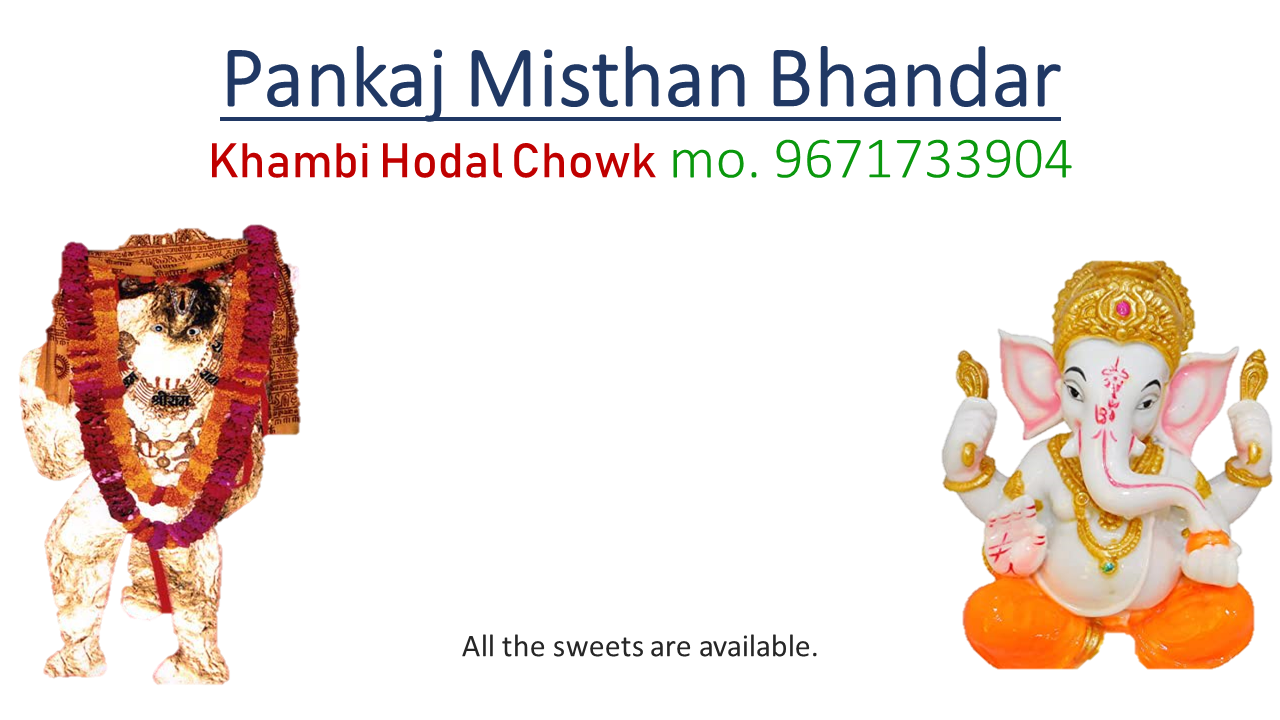 Pankaj Misthan Bhandar
Khambi Hodal Chowk mo. 9671733904
श्रीराम
All the sweets are available.